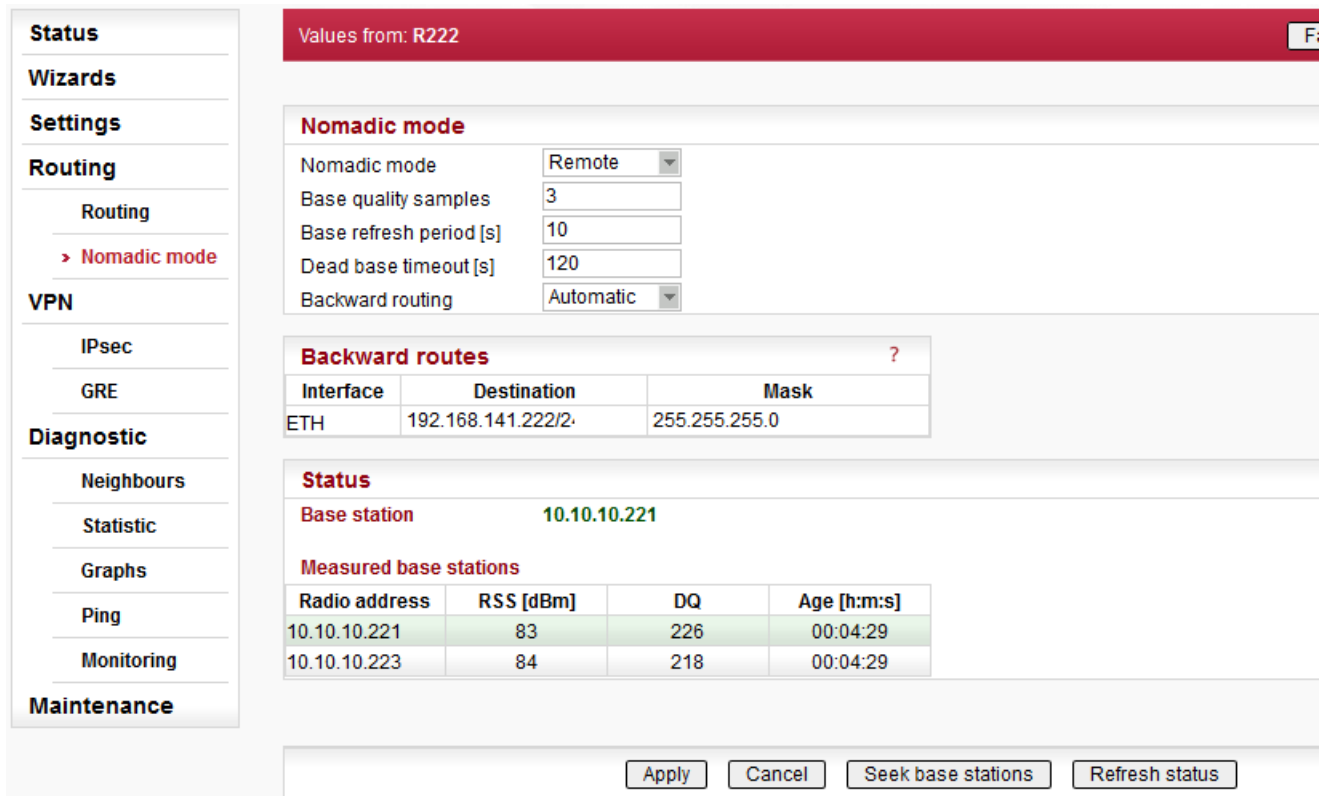 Status
Wizards
Settings
Routing
Routing
› Nomadic mode
VPN
IPsec
GRE
Diagnostic
Neighbours
Statistic
Graphs
Ping
Monitoring
Maintenance
Values from: R222
Nomadic mode
Nomadic mode Remote
Base quality samples 3
Base refresh period [s] 10
Dead base timeout [s] 120
Backward routing Automatic
Backward routes ?
Interface Destination Mask
ETH 192.168.141.222/2 255.255.255.0
Status
Base station 10.10.10.221
Measured base stations
Radio address RSS [dBm] DQ Age [h:m:s]
10.10.10.221 83 226 00:04:29
10.10.10.223 84 218 00:04:29
Apply Cancel Seek base stations Refresh status